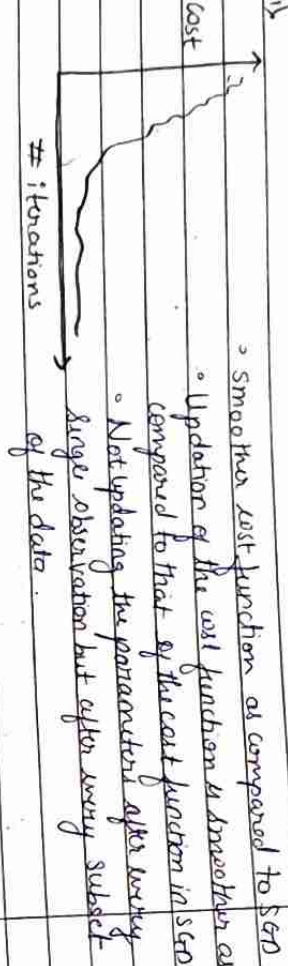 cost
# iterations
• Smoother cost function as compared to SGD
• Updation of the cost function is smoother as
compared to that of the cost function in SGD
• Not updating the parameters after every
single observation but after every subset
of the data.